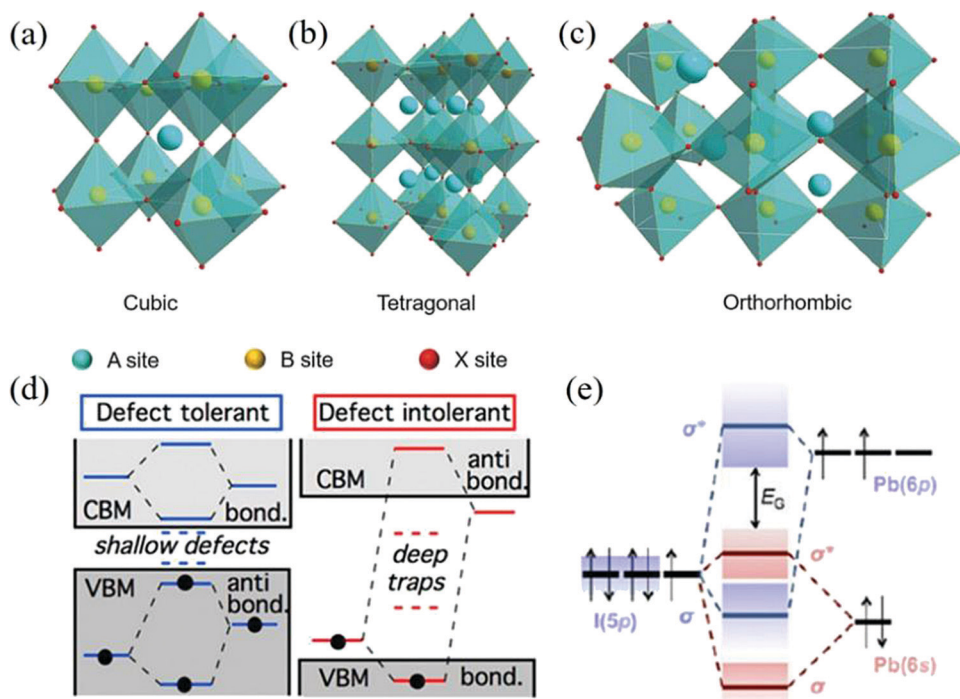 (a)
(b)
(c)
Cubic
Tetragonal
Orthorhombic
A site
B site
X site
(d)
Defect tolerant
Defect intolerant
CBM
bond.
shallow defects
VBM
anti
bond.
CBM
anti
bond.
deep
traps
VBM
bond.
(e)
σ*
Pb(6p)
E_G
σ*
I(5p)
σ
Pb(6s)
σ